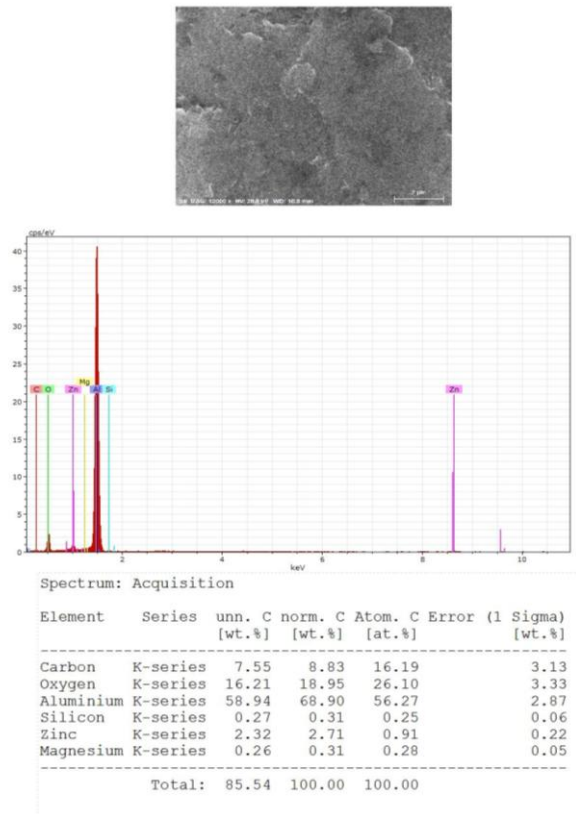 2 µm
cps/eV
40
35
30
25
20
15
10
5
0
C O Zn Mg Al Si Zn
2 4 6 8 10
keV
Spectrum: Acquisition
Element Series unn. C norm. C Atom. C Error (1 Sigma)
[wt.%] [wt.%] [at.%] [wt.%]
Carbon K-series 7.55 8.83 16.19 3.13
Oxygen K-series 16.21 18.95 26.10 3.33
Aluminium K-series 58.94 68.90 56.27 2.87
Silicon K-series 0.27 0.31 0.25 0.06
Zinc K-series 2.32 2.71 0.91 0.22
Magnesium K-series 0.26 0.31 0.28 0.05
Total: 85.54 100.00 100.00